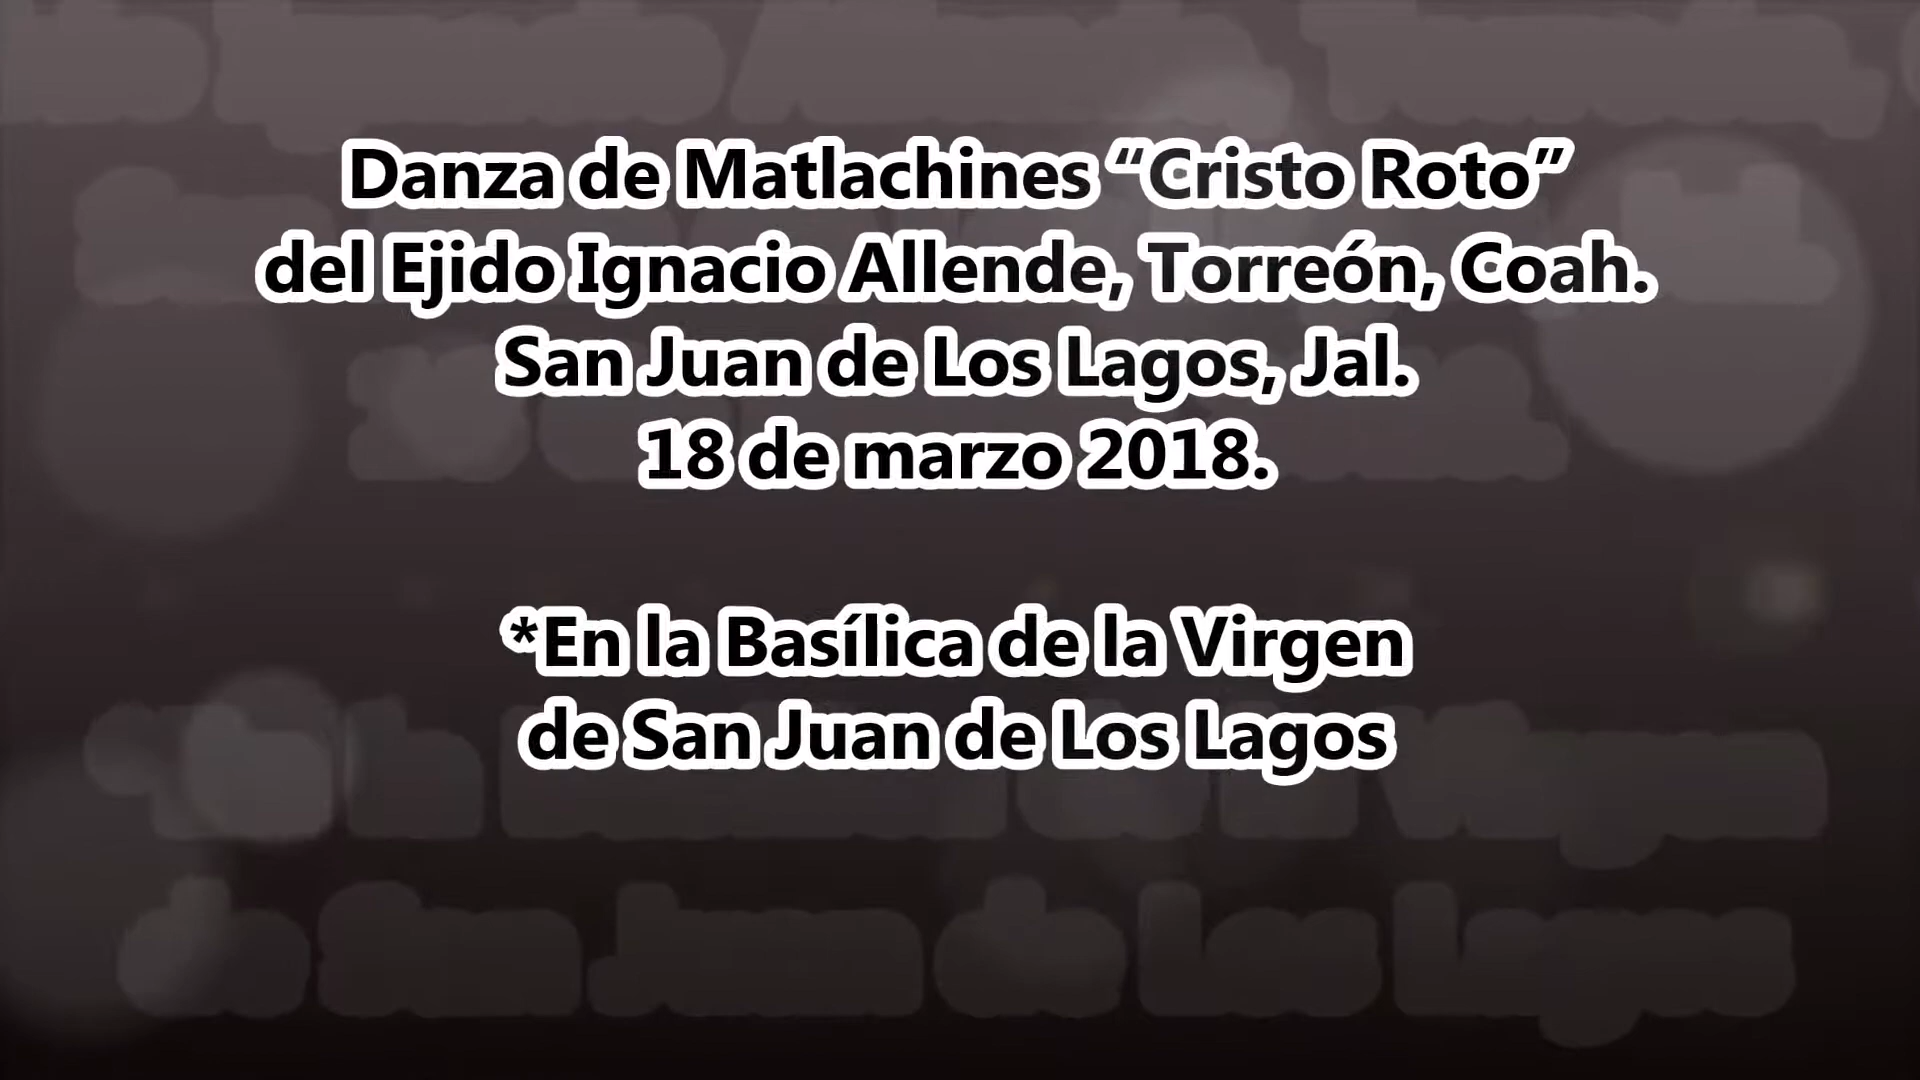 Danza de Matlachines “Cristo Roto”
del Ejido Ignacio Allende, Torreón, Coah.
San Juan de Los Lagos, Jal.
18 de marzo 2018.
*En la Basílica de la Virgen
de San Juan de Los Lagos